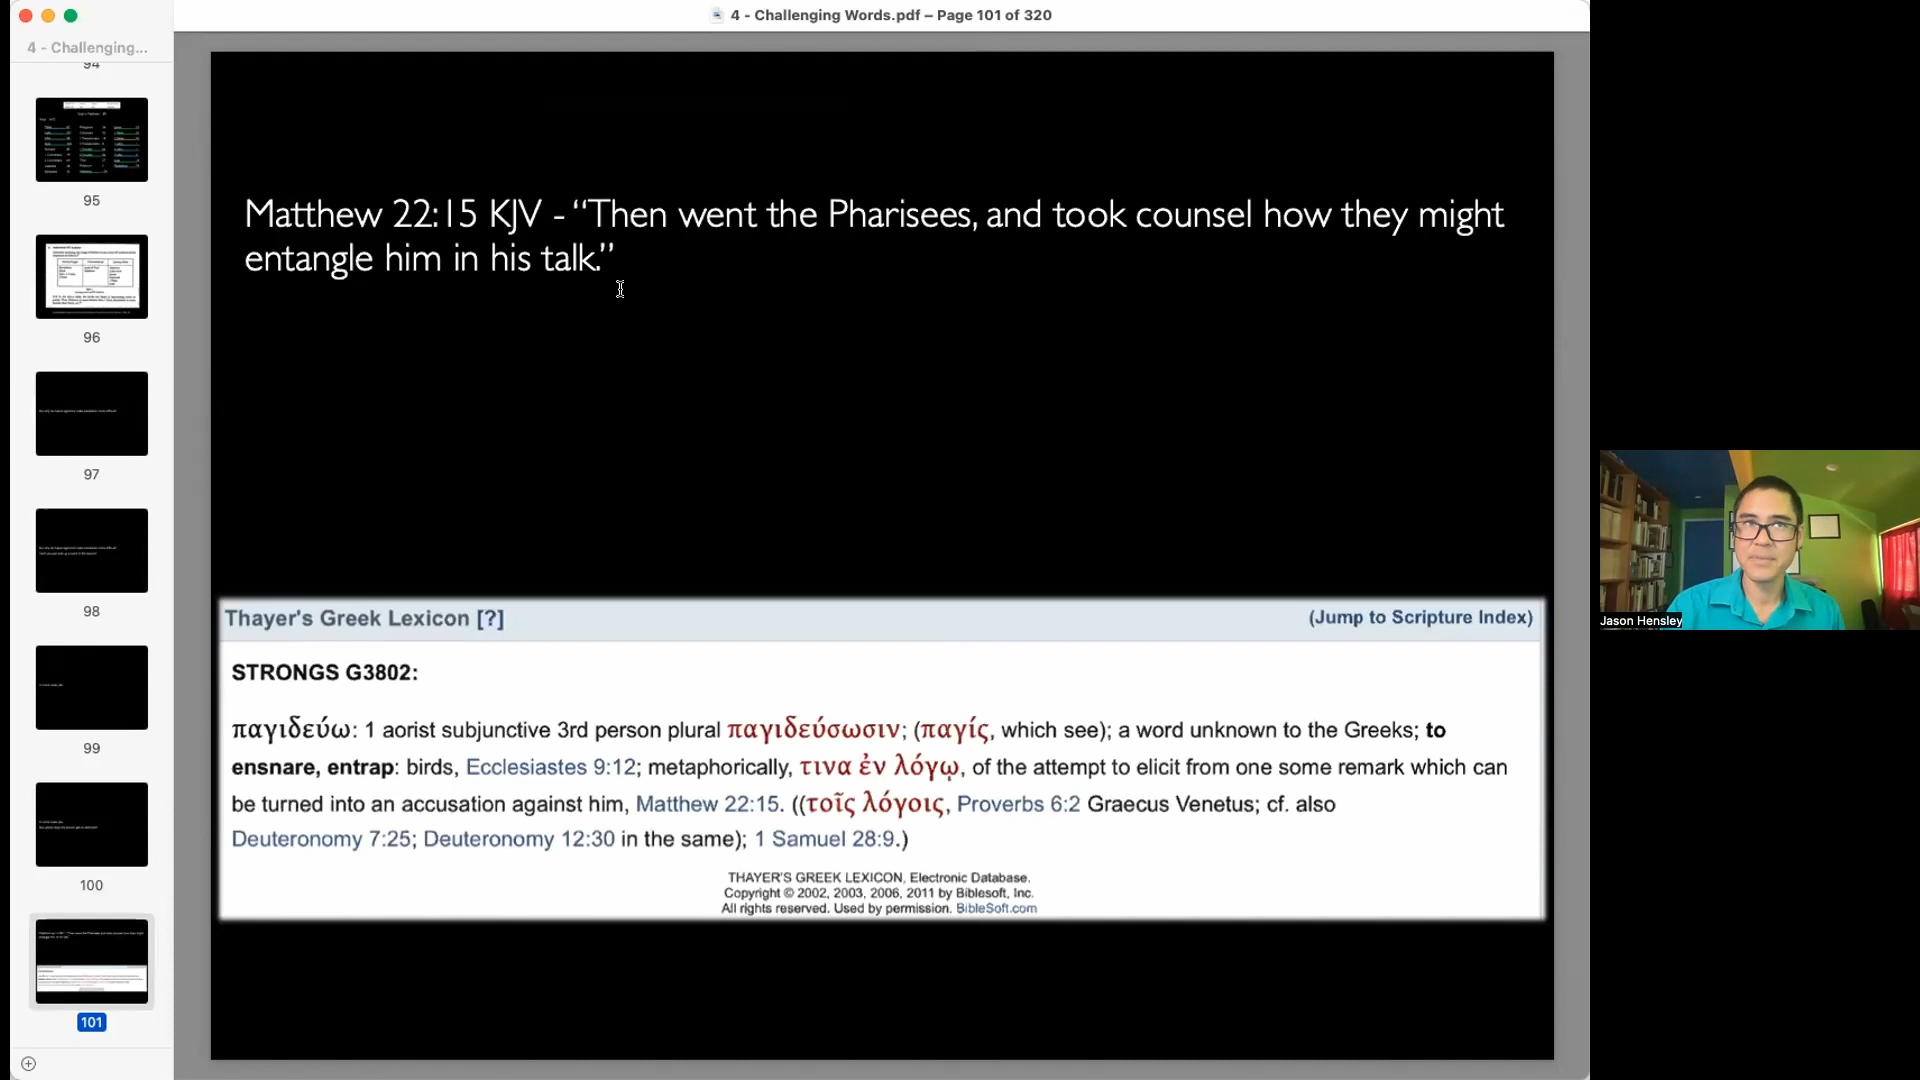 4 - Challenging Words.pdf – Page 101 of 320
4 - Challenging...
94
95
96
97
98
99
100
101
Matthew 22:15 KJV - “Then went the Pharisees, and took counsel how they might
entangle him in his talk.”
Thayer's Greek Lexicon [?]
(Jump to Scripture Index)
STRONGS G3802:
παγιδεύω: 1 aorist subjunctive 3rd person plural παγιδεύσωσιν; (παγίς, which see); a word unknown to the Greeks; to
ensnare, entrap: birds, Ecclesiastes 9:12; metaphorically, τινα ἐν λόγῳ, of the attempt to elicit from one some remark which can
be turned into an accusation against him, Matthew 22:15. ((τοῖς λόγοις, Proverbs 6:2 Graecus Venetus; cf. also
Deuteronomy 7:25; Deuteronomy 12:30 in the same); 1 Samuel 28:9.)
THAYER'S GREEK LEXICON, Electronic Database.
Copyright © 2002, 2003, 2006, 2011 by Biblesoft, Inc.
All rights reserved. Used by permission. BibleSoft.com
Jason Hensley